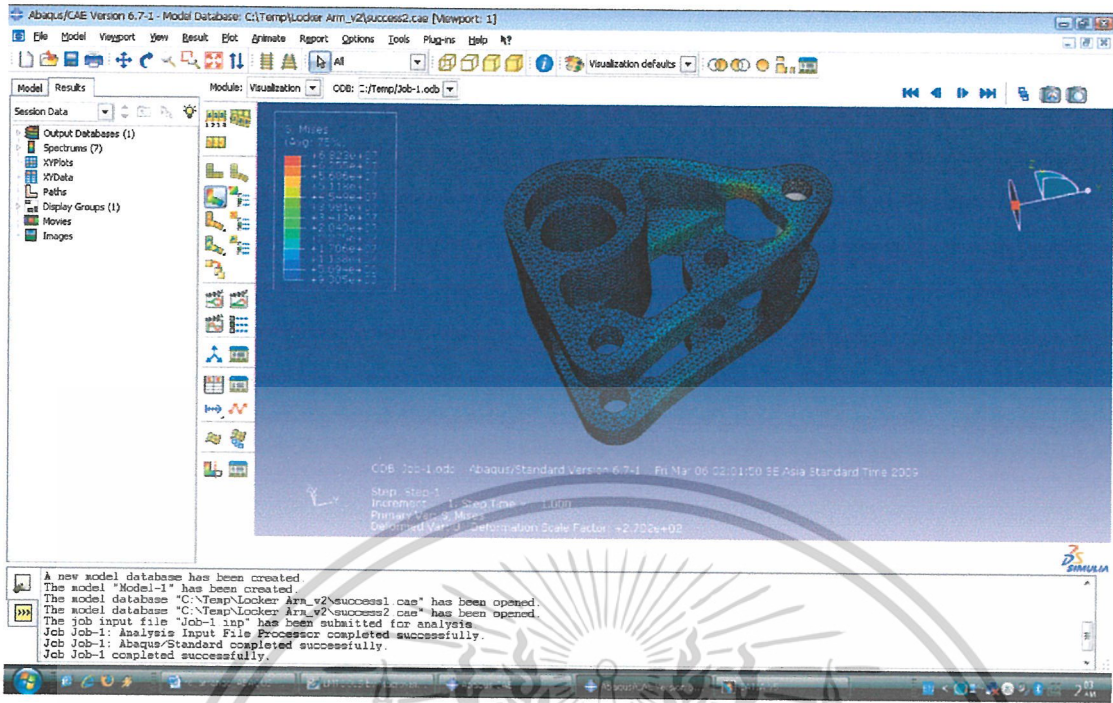 Abaqus/CAE Version 6.7-1 - Model Database: C:\Temp\Locker Arm_v2\success2.cae [Viewport: 1]
File Model Viewport View Result Plot Animate Report Options Tools Plug-ins Help
All
Visualization defaults
Model Results
Module: Visualization
ODB: C:/Temp/Job-1.odb
Session Data
Output Databases (1)
Spectrums (7)
XYPlots
XYData
Paths
Display Groups (1)
Movies
Images
S, Mises
(Avg: 75%)
ODB: Job-1.odb Abaqus/Standard Version 6.7-1 Fri Mar 06 02:01:50 SE Asia Standard Time 2009
Step: Step-1
Increment 1: Step Time = 1.000
Primary Var: S, Mises
Deformed Var: U Deformation Scale Factor: +2.702e+02
SIMULIA
A new model database has been created.
The model "Model-1" has been created.
The model database "C:\Temp\Locker Arm_v2\success1.cae" has been opened.
The model database "C:\Temp\Locker Arm_v2\success2.cae" has been opened.
The job input file "Job-1.inp" has been submitted for analysis.
Job Job-1: Analysis Input File Processor completed successfully.
Job Job-1: Abaqus/Standard completed successfully.
Job Job-1 completed successfully.